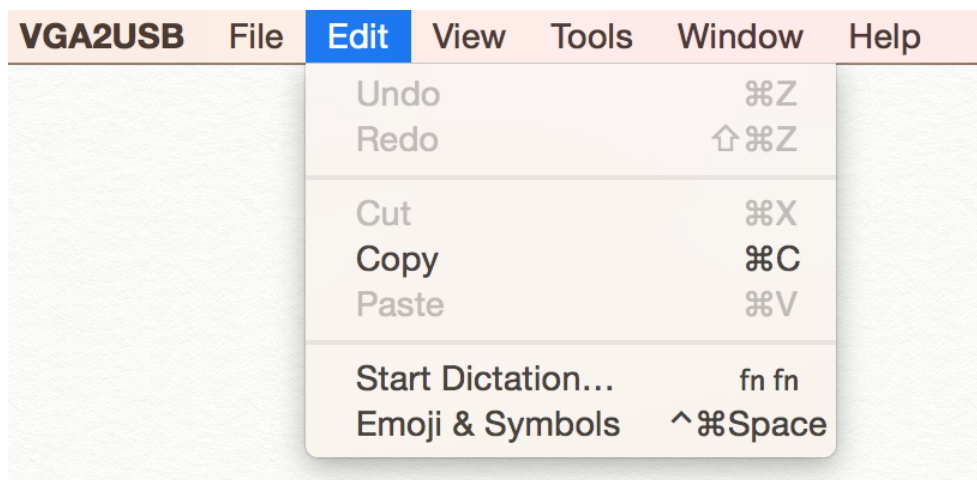 VGA2USB File Edit View Tools Window Help
Undo ⌘Z
Redo ⇧⌘Z
Cut ⌘X
Copy ⌘C
Paste ⌘V
Start Dictation... fn fn
Emoji & Symbols ^⌘Space